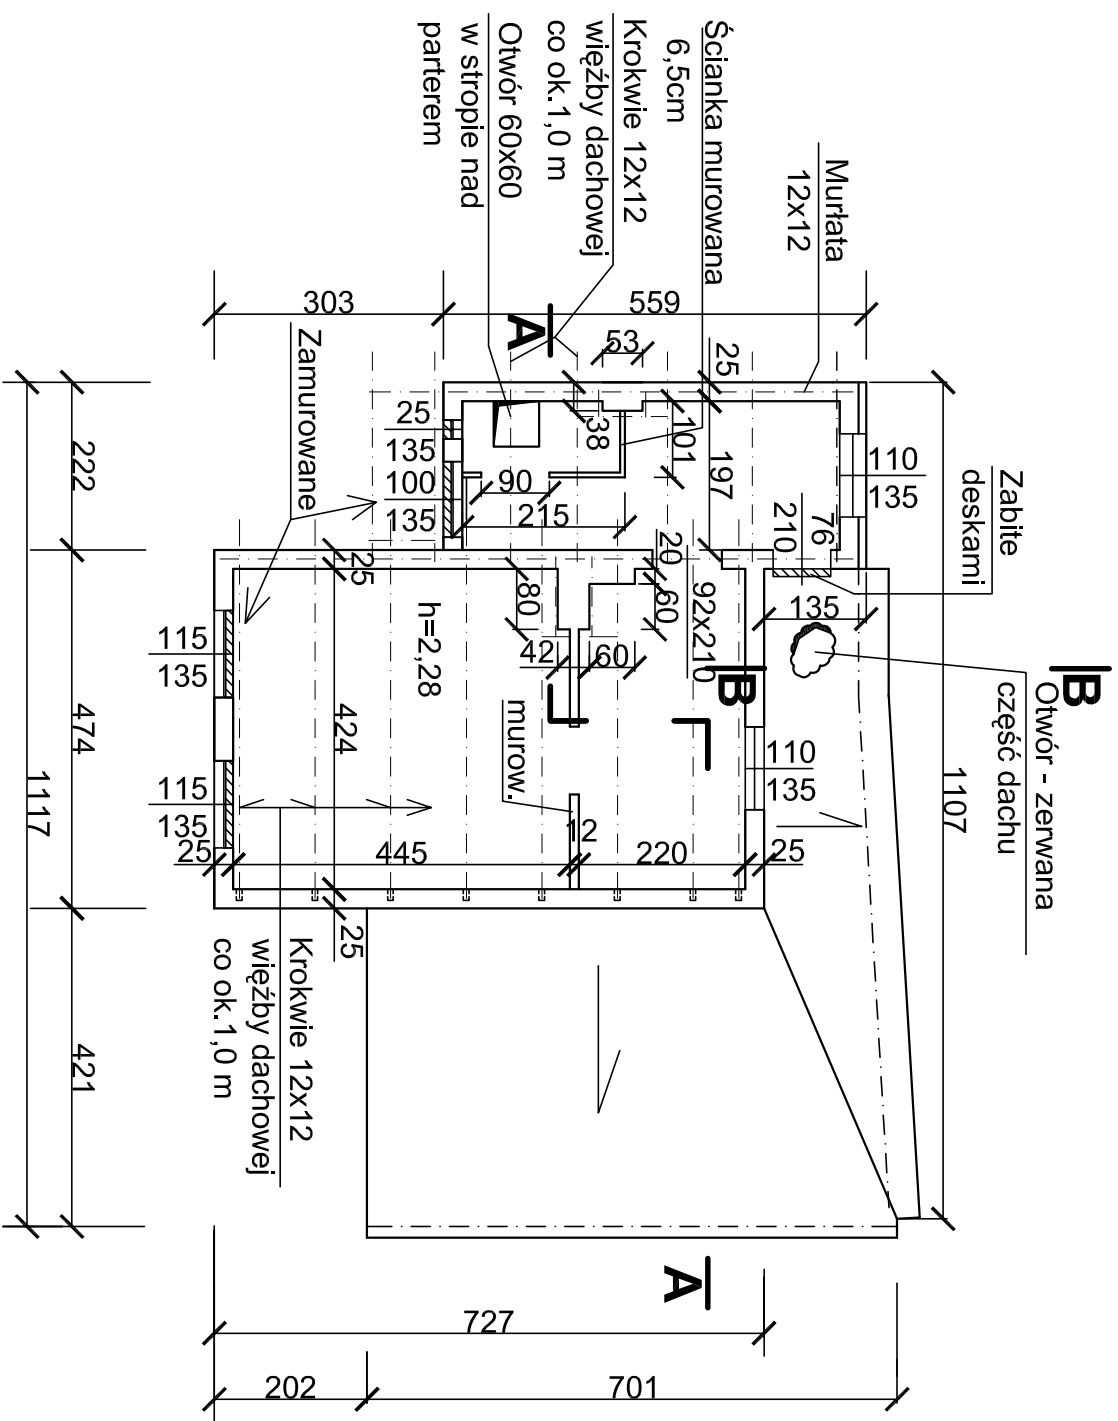 Ścianka murowana
6,5cm
Krokwie 12x12
więźby dachowej
co ok.1,0 m
Otwór 60x60
w stropie nad
parterem
Murłata
12x12
Zabite
deskami
Otwór - zerwana
część dachu
Zamurowane
Krokwie 12x12
więźby dachowej
co ok.1,0 m
murow.
h=2,28
A
A
B
B
303
559
53
25
38
101
197
110
135
76
210
135
25
135
100
135
90
215
20
60
92x210
80
42
60
25
424
25
115
135
115
135
110
135
25
445
12
220
25
222
474
421
1117
1107
727
202
701